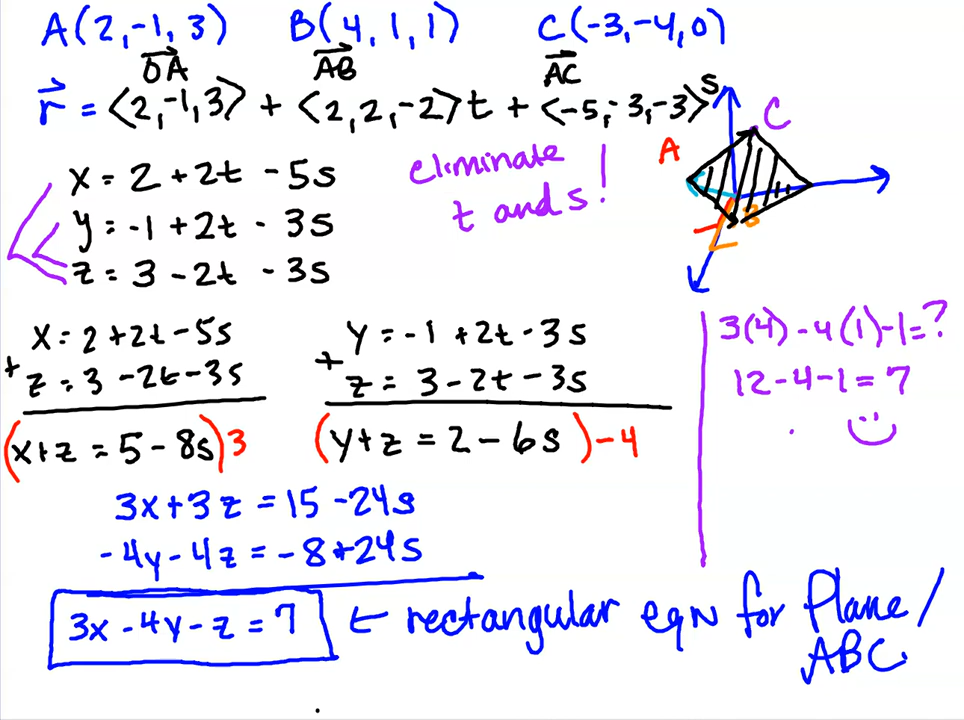 A(2,-1,3) B(4,1,1) C(-3,-4,0)
OA AB AC
r = <2,-1,3> + <2,2,-2>t + <-5,-3,-3>s
C
A
B
x = 2 + 2t - 5s
y = -1 + 2t - 3s
z = 3 - 2t - 3s
eliminate
t and s!
x = 2 + 2t - 5s
+ z = 3 - 2t - 3s
(x+z = 5 - 8s)3
y = -1 + 2t - 3s
+ z = 3 - 2t - 3s
(y+z = 2 - 6s)-4
3x + 3z = 15 - 24s
-4y - 4z = -8 + 24s
3x - 4y - z = 7 ← rectangular eqn for Plane/
ABC
3(4) - 4(1) - 1 = ?
12 - 4 - 1 = 7